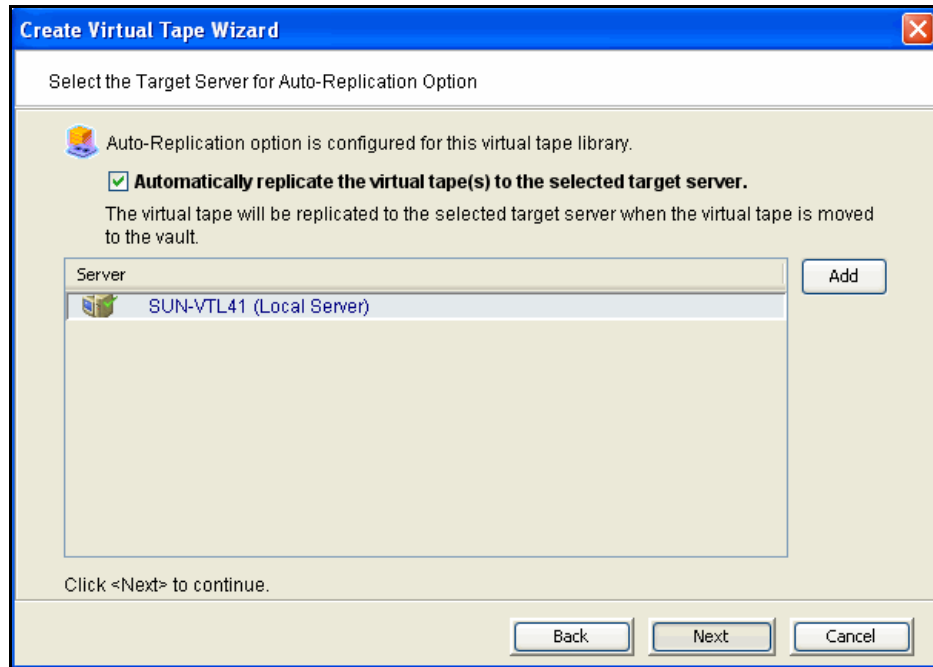 Create Virtual Tape Wizard
Select the Target Server for Auto-Replication Option
Auto-Replication option is configured for this virtual tape library.
Automatically replicate the virtual tape(s) to the selected target server.
The virtual tape will be replicated to the selected target server when the virtual tape is moved
to the vault.
Server
Add
SUN-VTL41 (Local Server)
Click <Next> to continue.
Back
Next
Cancel